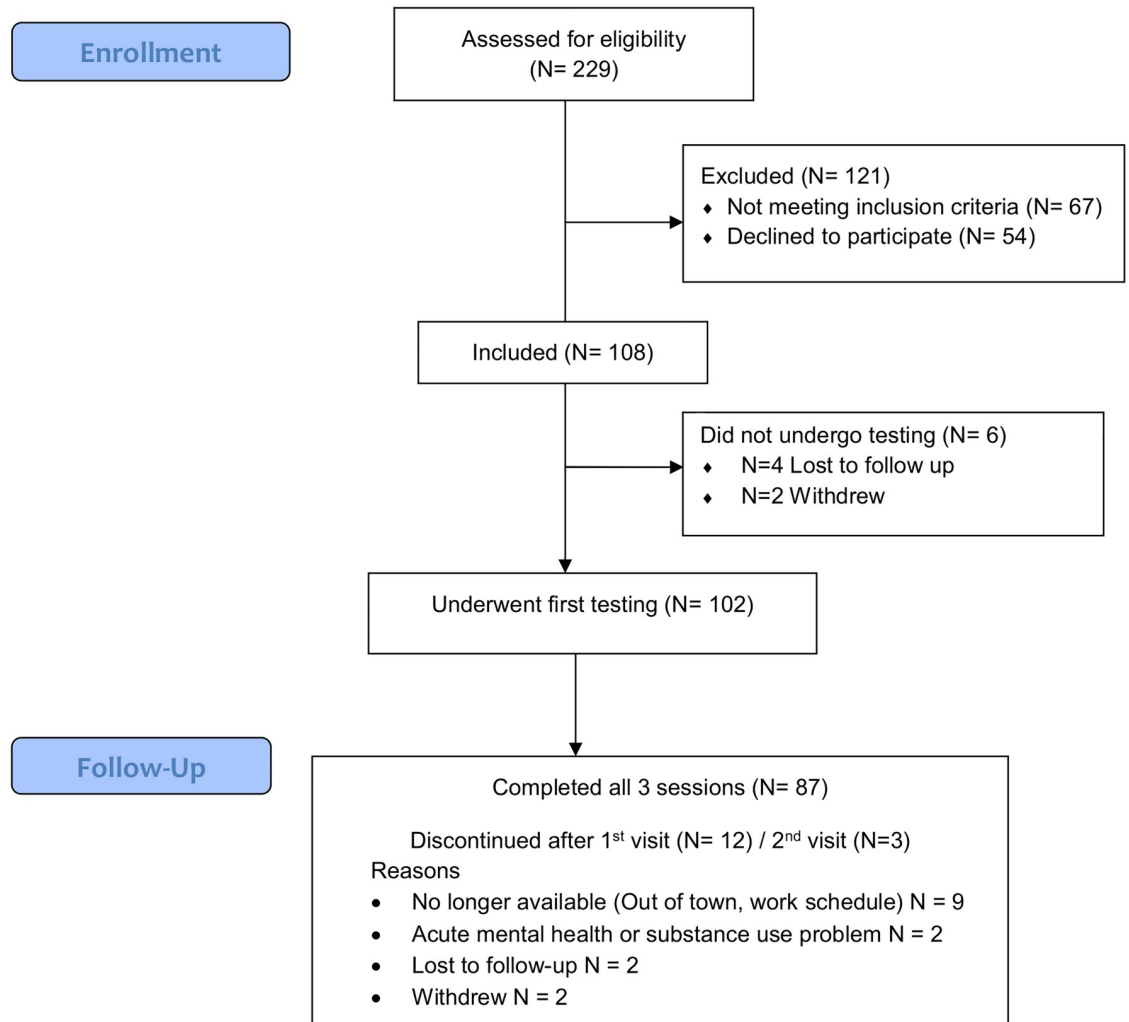 Enrollment
Assessed for eligibility
(N= 229)
Excluded (N= 121)
♦ Not meeting inclusion criteria (N= 67)
♦ Declined to participate (N= 54)
Included (N= 108)
Did not undergo testing (N= 6)
♦ N=4 Lost to follow up
♦ N=2 Withdrew
Underwent first testing (N= 102)
Follow-Up
Completed all 3 sessions (N= 87)
Discontinued after 1st visit (N= 12) / 2nd visit (N=3)
Reasons
• No longer available (Out of town, work schedule) N = 9
• Acute mental health or substance use problem N = 2
• Lost to follow-up N = 2
• Withdrew N = 2